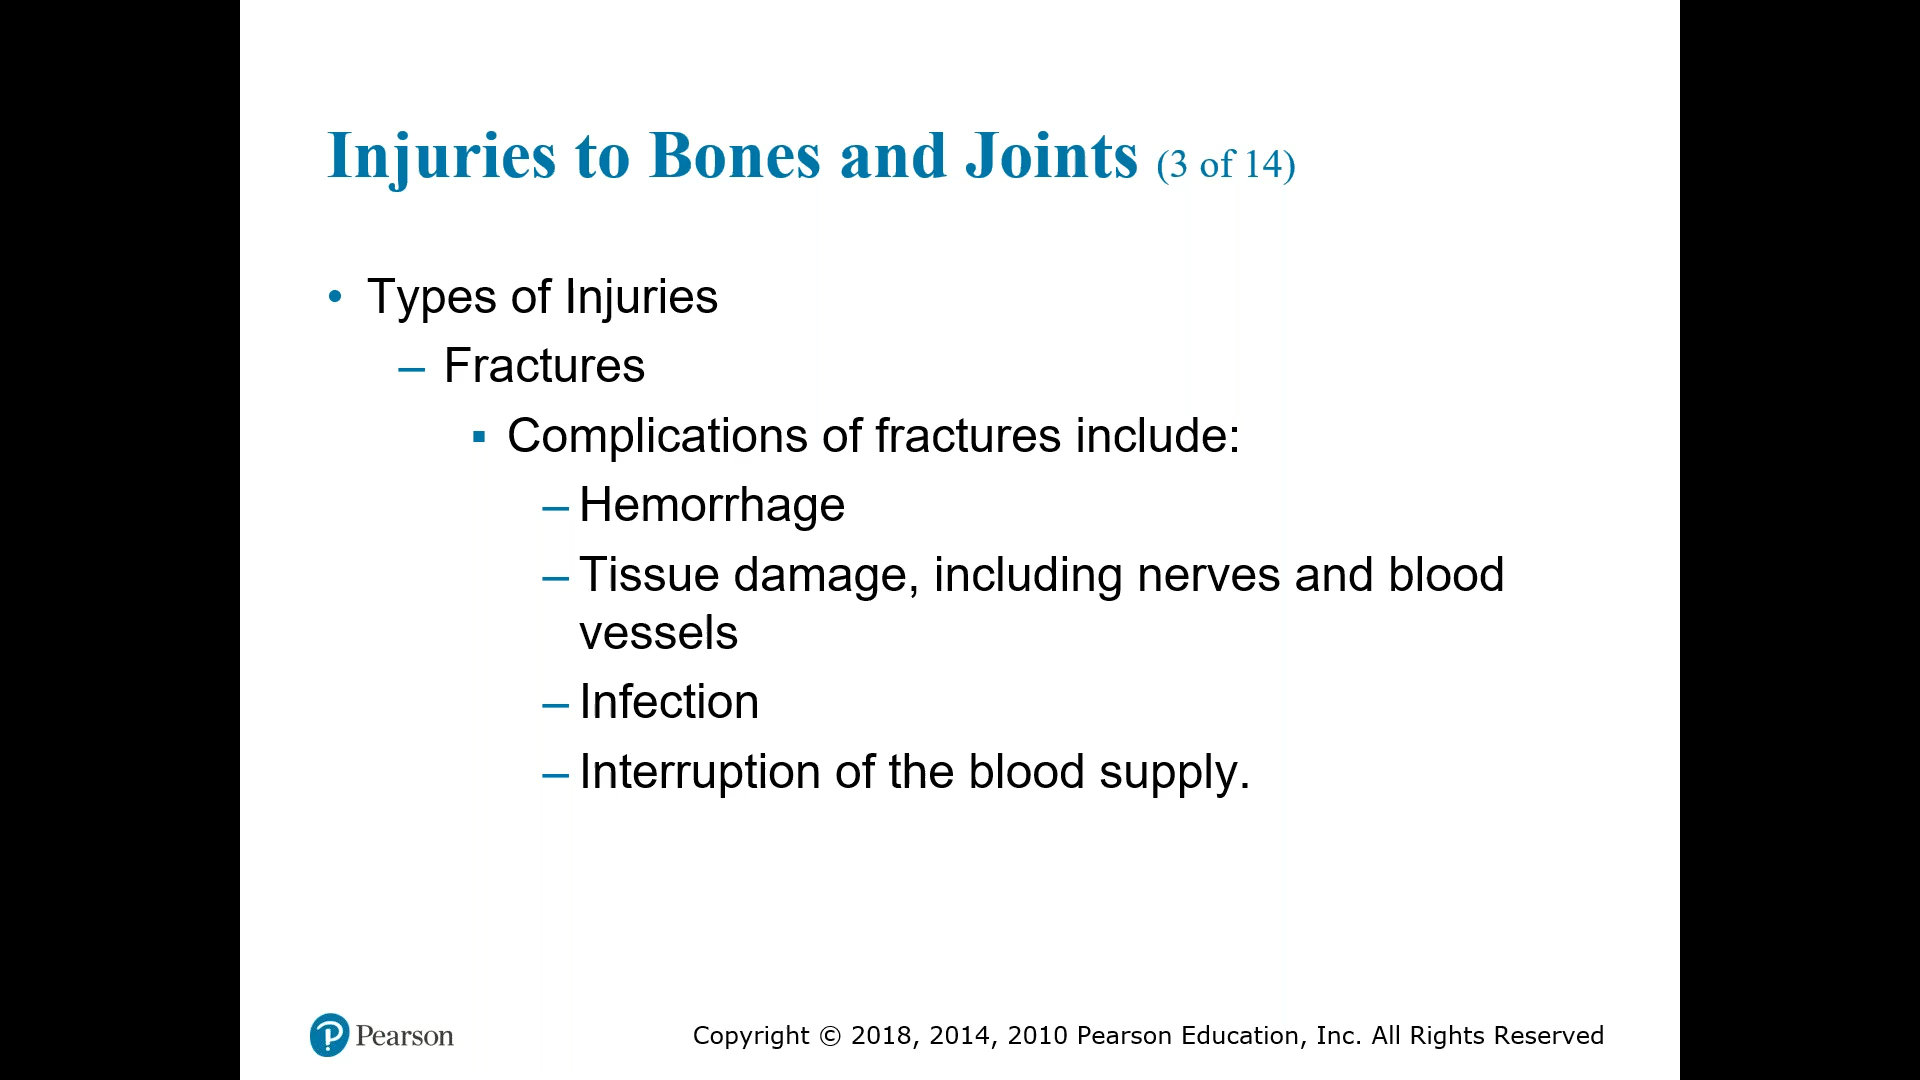 Injuries to Bones and Joints (3 of 14)
• Types of Injuries
– Fractures
▪ Complications of fractures include:
– Hemorrhage
– Tissue damage, including nerves and blood
vessels
– Infection
– Interruption of the blood supply.
Pearson
Copyright © 2018, 2014, 2010 Pearson Education, Inc. All Rights Reserved